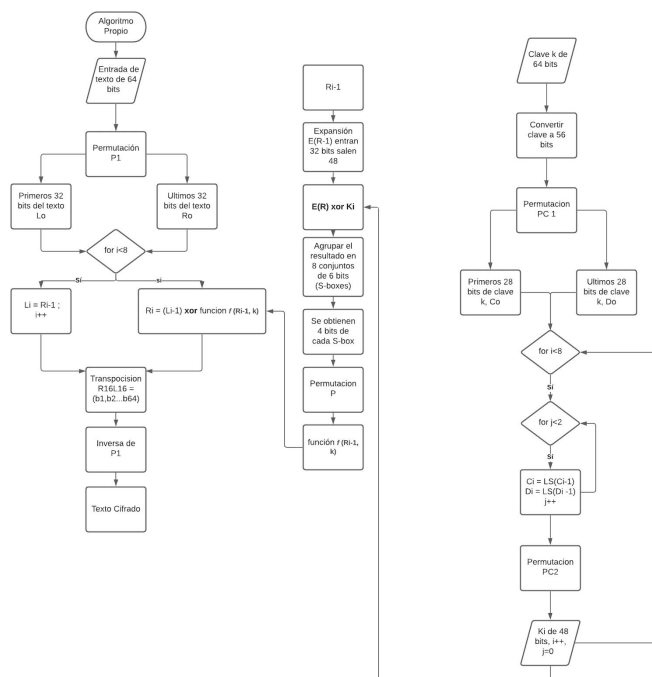 Algoritmo
Propio
Entrada de
texto de 64
bits
Permutación
P1
Primeros 32
bits del texto
Lo
Ultimos 32
bits del texto
Ro
for i<8
Sí
sí
Li = Ri-1 ;
i++
Ri = (Li-1) xor funcion f (Ri-1, k)
Transpocision
R16L16 =
(b1,b2...b64)
Inversa de
P1
Texto Cifrado
Ri-1
Expansión
E(R-1) entran
32 bits salen
48
E(R) xor Ki
Agrupar el
resultado en
8 conjuntos
de 6 bits
(S-boxes)
Se obtienen
4 bits de
cada S-box
Permutacion
P
función f (Ri-1,
k)
Clave k de
64 bits
Convertir
clave a 56
bits
Permutacion
PC 1
Primeros 28
bits de clave
k, Co
Ultimos 28
bits de clave
k, Do
for i<8
Sí
for j<2
Sí
Ci = LS(Ci-1)
Di = LS(Di -1)
j++
Permutacion
PC2
Ki de 48
bits, i++,
j=0